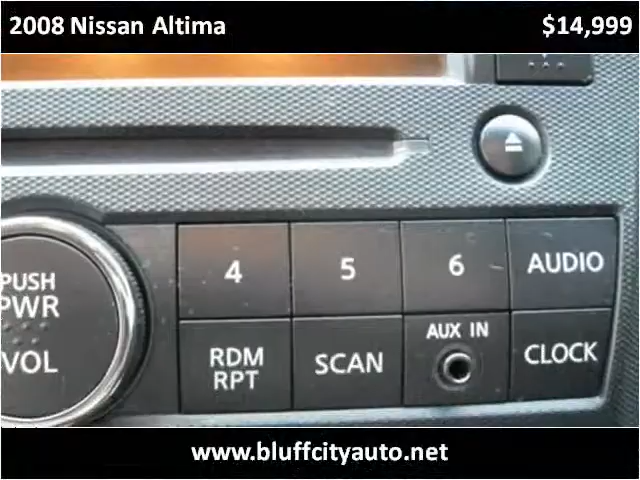 2008 Nissan Altima $14,999
4 5 6 AUDIO
PUSH
PWR
VOL
RDM
RPT
SCAN
AUX IN
CLOCK
www.bluffcityauto.net